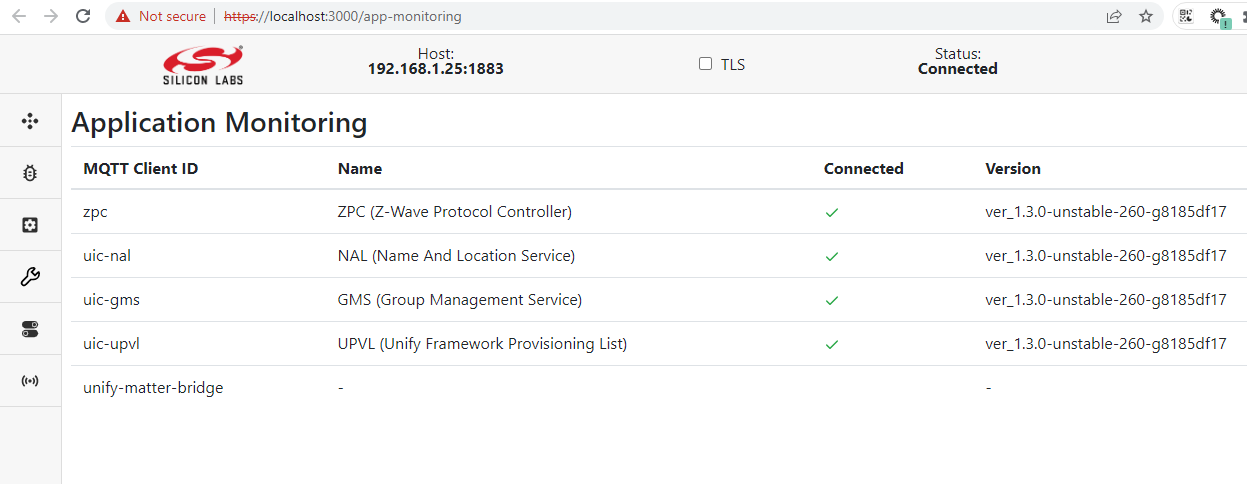 Not secure | https://localhost:3000/app-monitoring
SILICON LABS
Host:
192.168.1.25:1883
TLS
Status:
Connected
Application Monitoring
MQTT Client ID Name Connected Version
zpc ZPC (Z-Wave Protocol Controller) ✓ ver_1.3.0-unstable-260-g8185df17
uic-nal NAL (Name And Location Service) ✓ ver_1.3.0-unstable-260-g8185df17
uic-gms GMS (Group Management Service) ✓ ver_1.3.0-unstable-260-g8185df17
uic-upvl UPVL (Unify Framework Provisioning List) ✓ ver_1.3.0-unstable-260-g8185df17
unify-matter-bridge - -